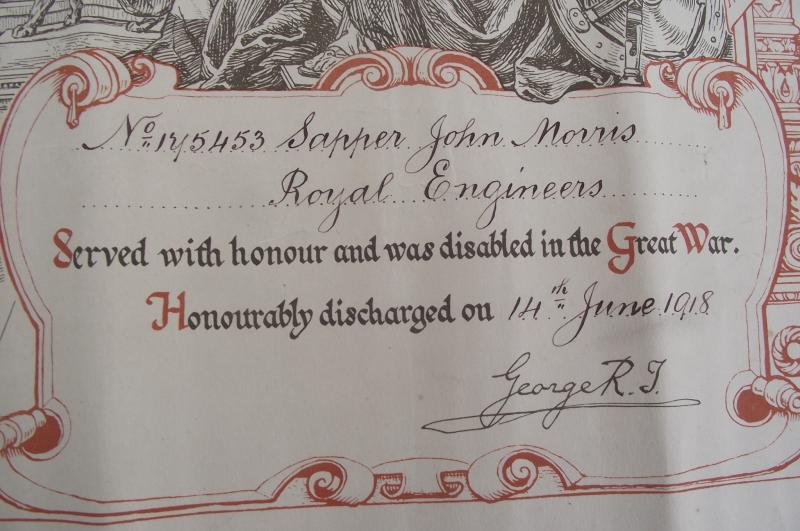 No. 175453 Sapper John Morris
Royal Engineers
Served with honour and was disabled in the Great War.
Honourably discharged on 14th June 1918
George R.I.